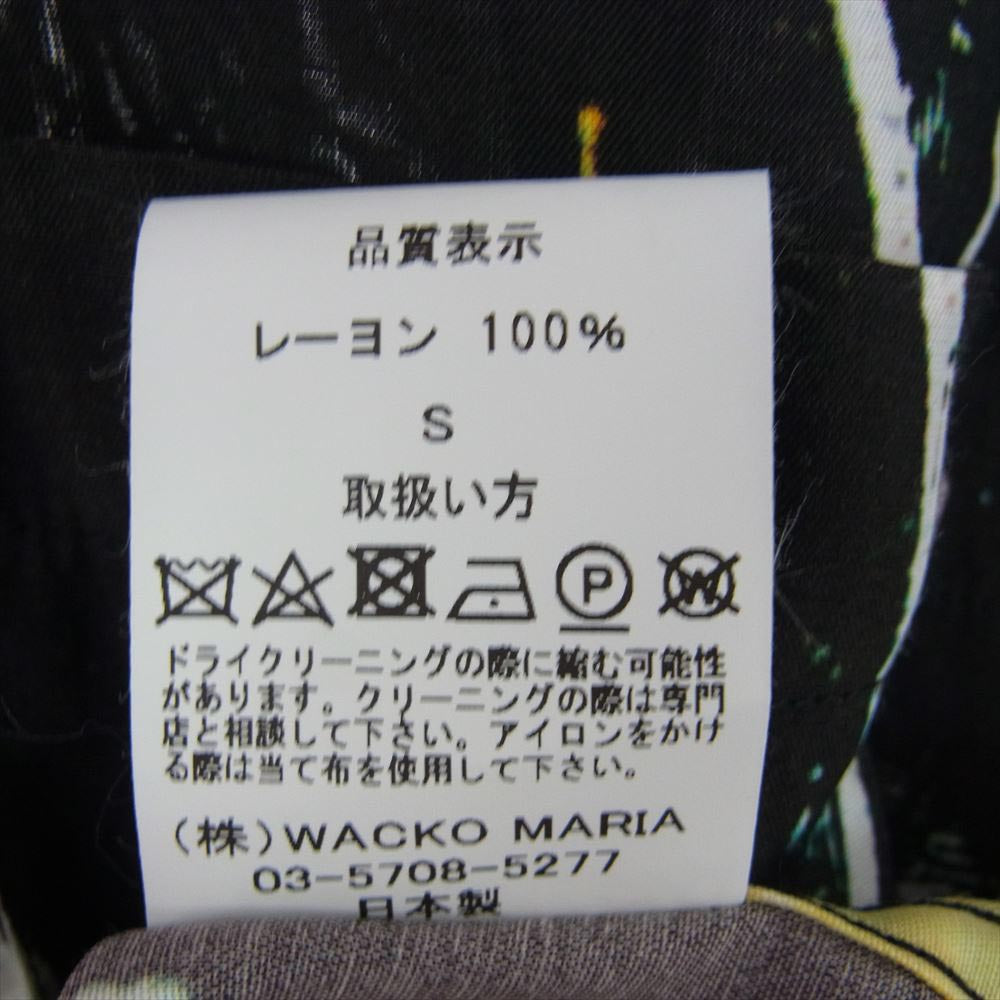 品質表示
レーヨン 100%
S
取扱い方
P W
ドライクリーニングの際に縮む可能性
があります。クリーニングの際は専門
店と相談して下さい。アイロンをかけ
る際は当て布を使用して下さい。
(株)WACKO MARIA
03-5708-5277
日本製